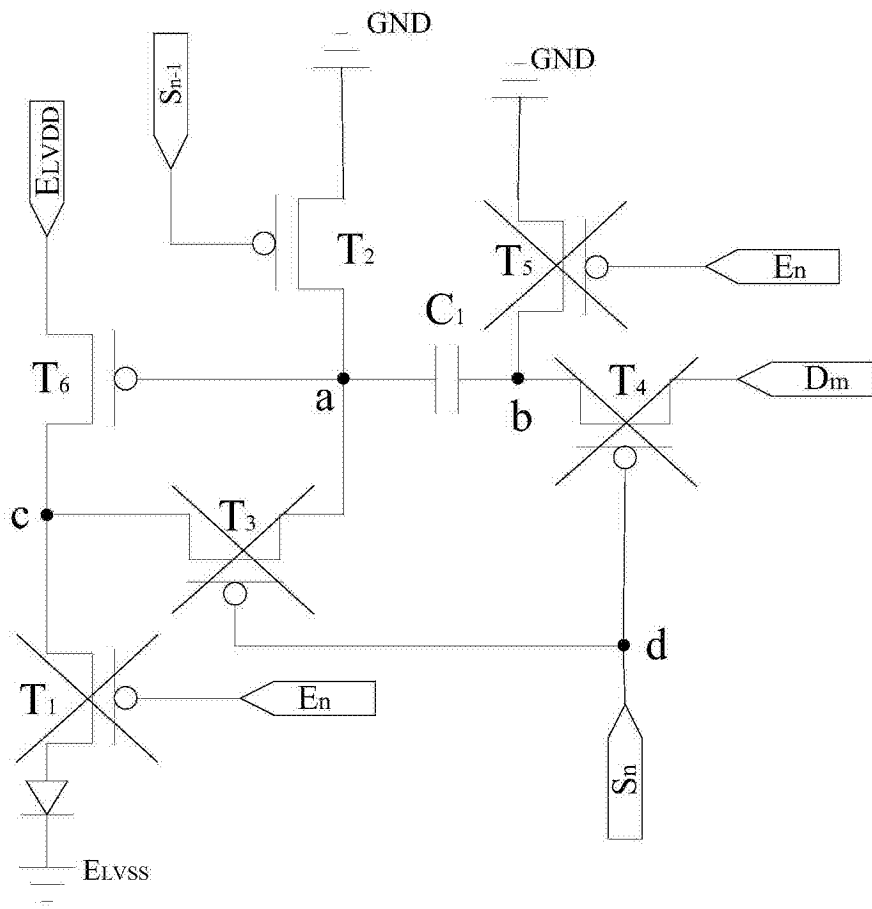 GND
Sn-1
GND
ELVDD
T2
T5
En
C1
T6
a
b
T4
Dm
c
T3
d
T1
En
Sn
ELVSS